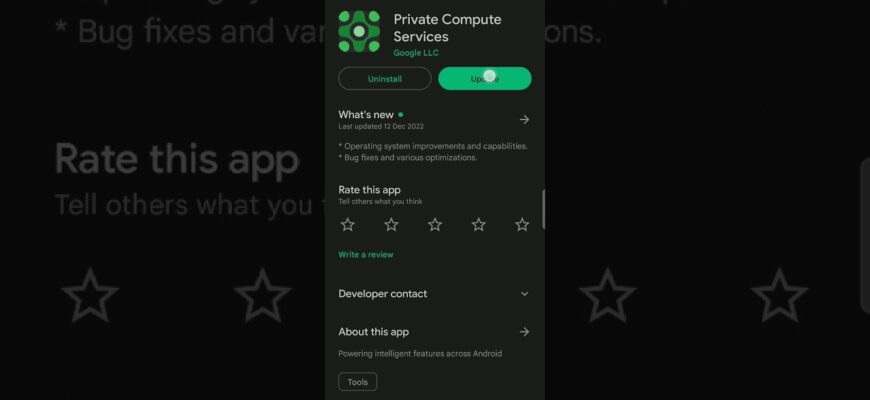 * Bug fixes and var
ons.
Rate this app
Tell others what you t
Private Compute
Services
Google LLC
Uninstall
Update
What's new
Last updated 12 Dec 2022
* Operating system improvements and capabilities.
* Bug fixes and various optimizations.
Rate this app
Tell others what you think
Write a review
Developer contact
About this app
Powering intelligent features across Android
Tools